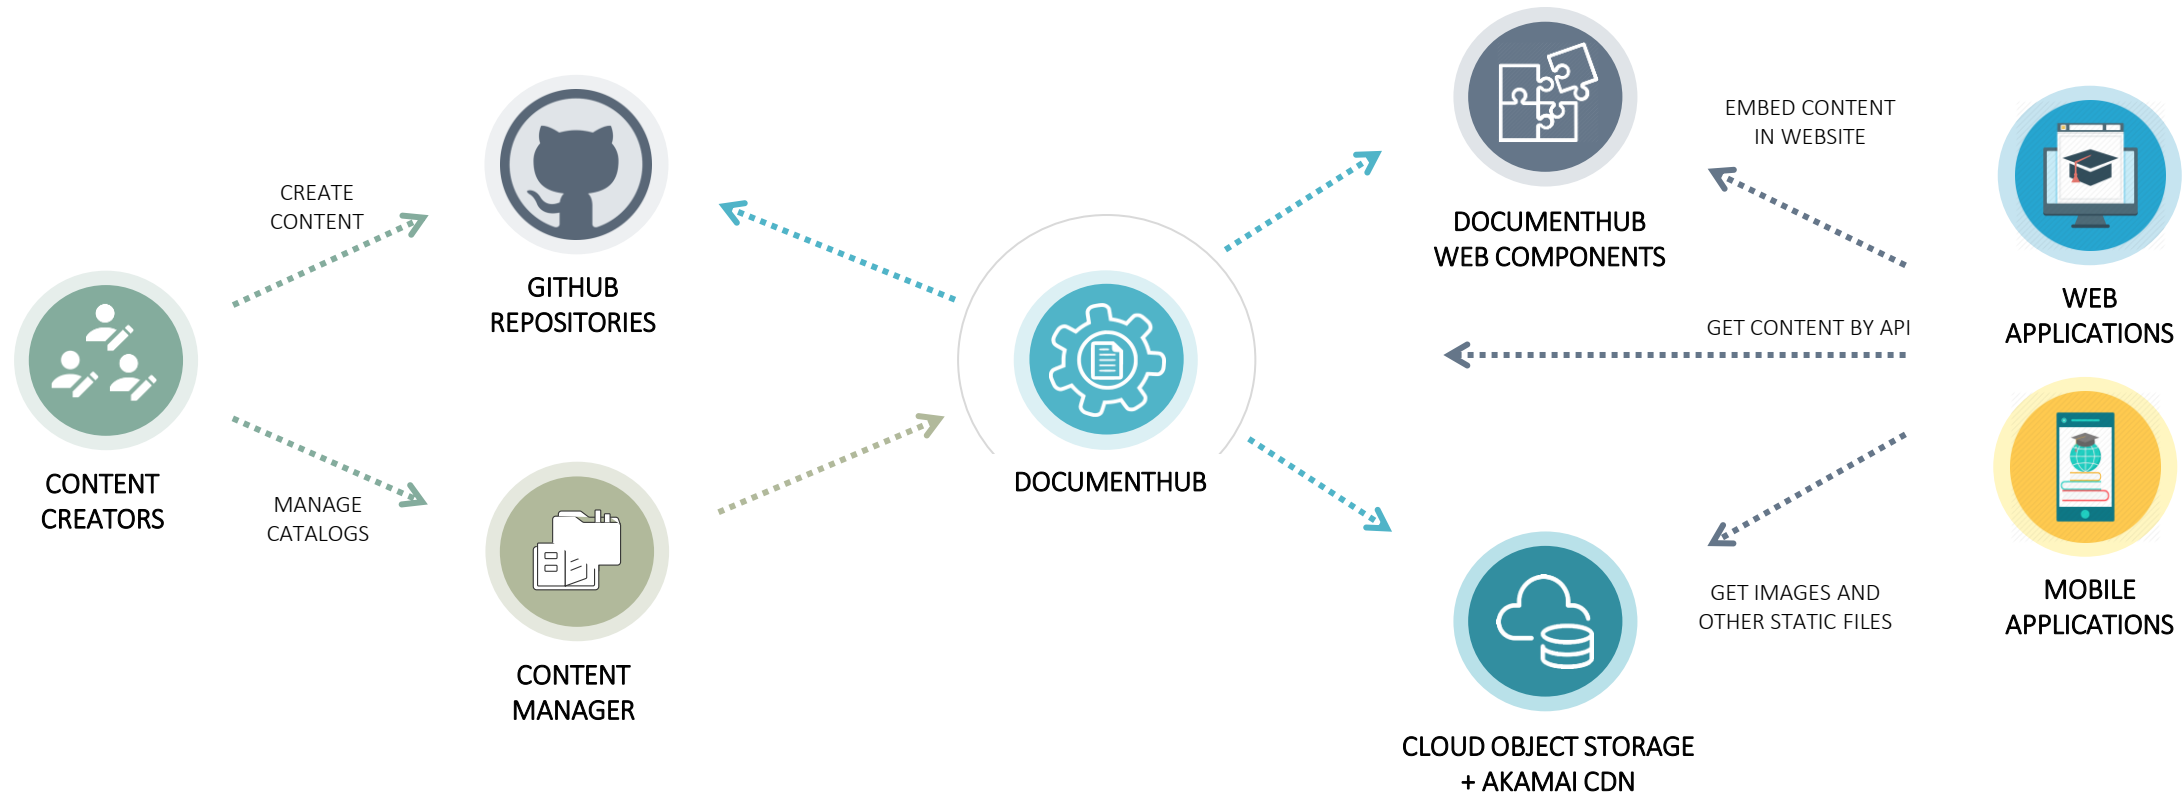 CREATE
CONTENT
GITHUB
REPOSITORIES
CONTENT
CREATORS
MANAGE
CATALOGS
CONTENT
MANAGER
DOCUMENTHUB
DOCUMENTHUB
WEB COMPONENTS
EMBED CONTENT
IN WEBSITE
WEB
APPLICATIONS
GET CONTENT BY API
GET IMAGES AND
OTHER STATIC FILES
MOBILE
APPLICATIONS
CLOUD OBJECT STORAGE
+ AKAMAI CDN